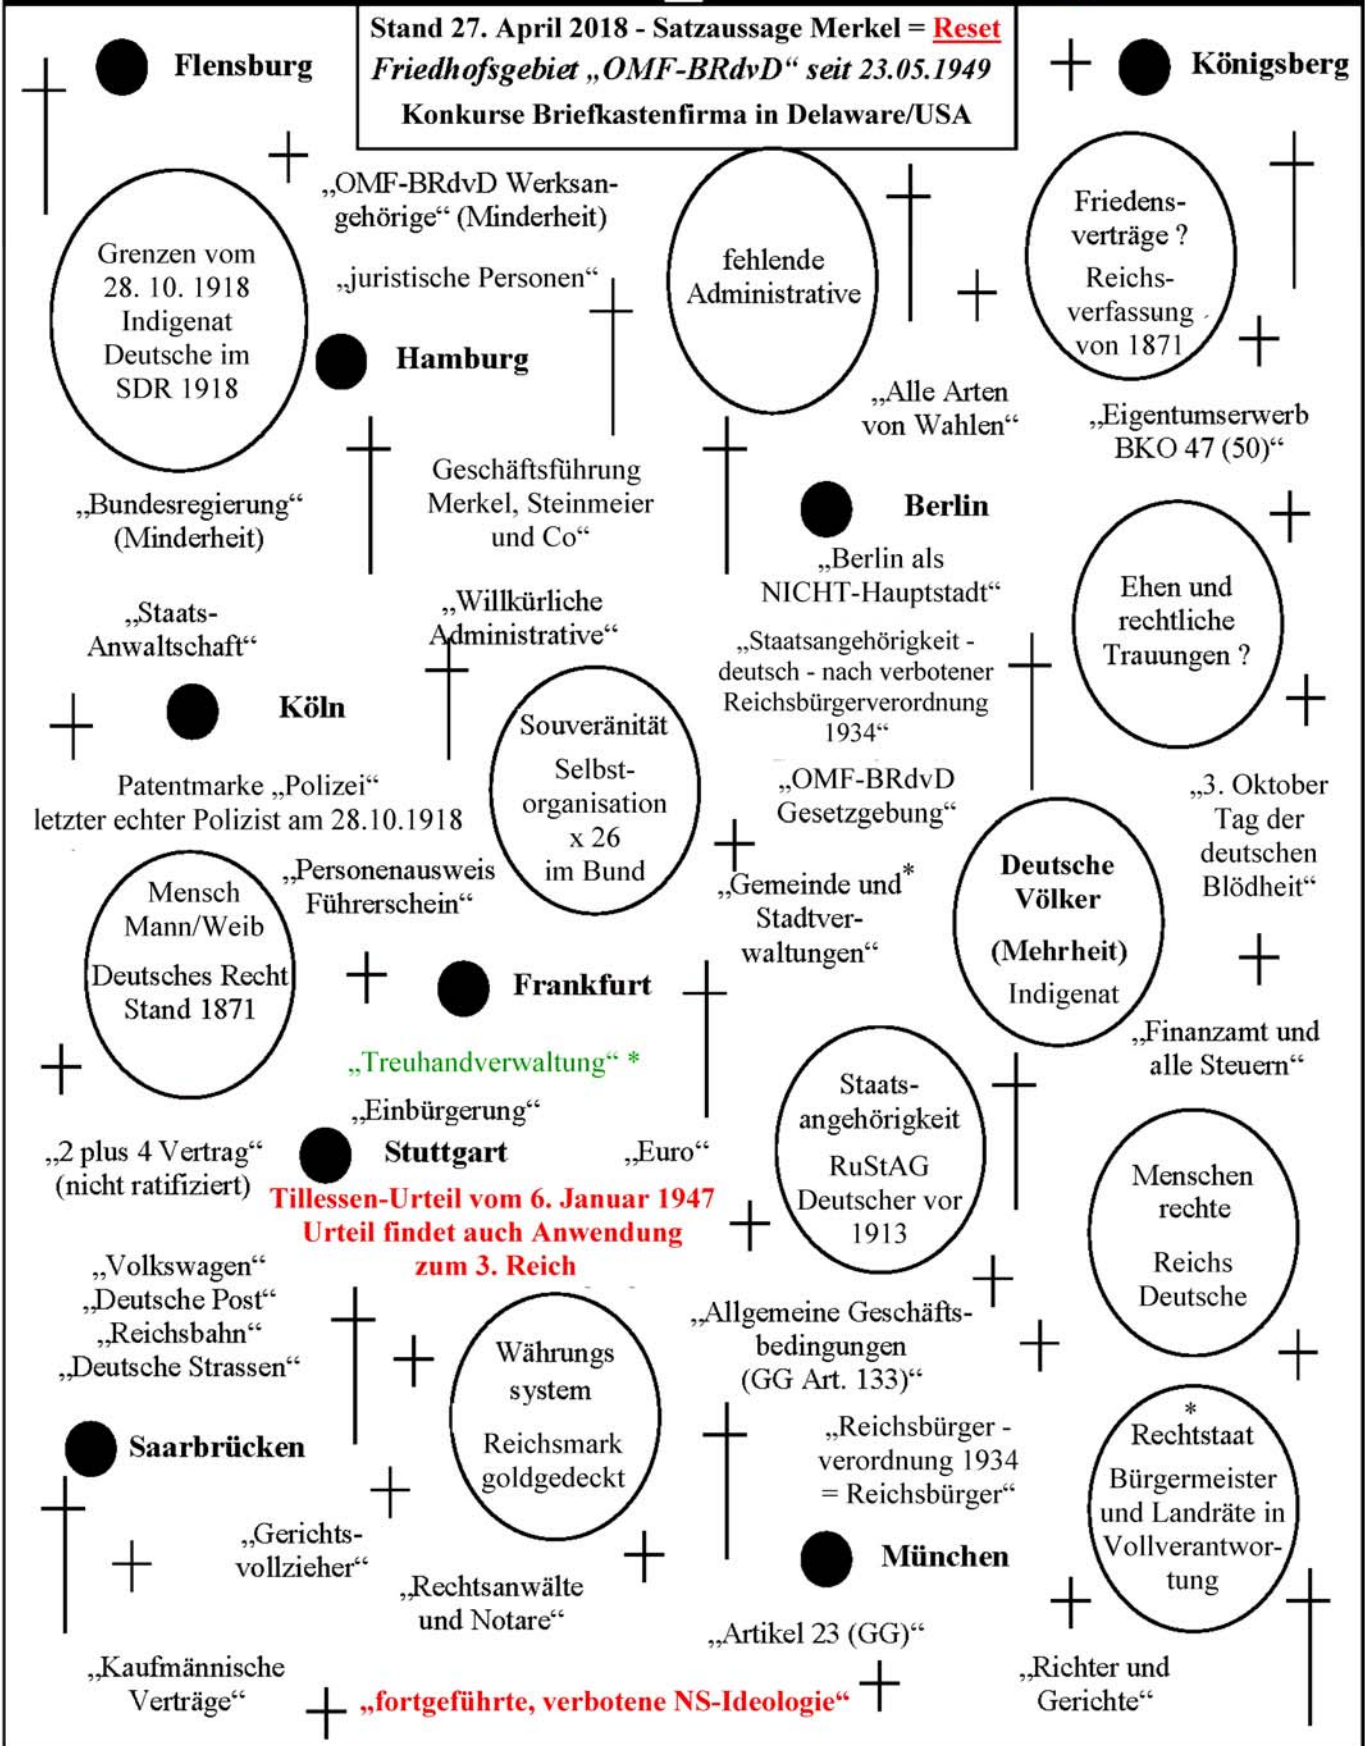 Stand 27. April 2018 - Satzaussage Merkel = Reset
Friedhofsgebiet „OMF-BRdvD“ seit 23.05.1949
Konkurse Briefkastenfirma in Delaware/USA
Flensburg
Königsberg
„OMF-BRdvD Werksan-
gehörige“ (Minderheit)
„juristische Personen“
Grenzen vom
28. 10. 1918
Indigenat
Deutsche im
SDR 1918
fehlende
Administrative
Friedens-
verträge ?
Reichs-
verfassung
von 1871
Hamburg
„Alle Arten
von Wahlen“
„Eigentumserwerb
BKO 47 (50)“
„Bundesregierung“
(Minderheit)
Geschäftsführung
Merkel, Steinmeier
und Co“
Berlin
„Berlin als
NICHT-Hauptstadt“
Ehen und
rechtliche
Trauungen ?
„Staats-
Anwaltschaft“
„Willkürliche
Administrative“
„Staatsangehörigkeit -
deutsch - nach verbotener
Reichsbürgerverordnung
1934“
Köln
Souveränität
Selbst-
organisation
x 26
im Bund
Patentmarke „Polizei“
letzter echter Polizist am 28.10.1918
„OMF-BRdvD
Gesetzgebung“
„3. Oktober
Tag der
deutschen
Blödheit“
Mensch
Mann/Weib
Deutsches Recht
Stand 1871
„Personenausweis
Führerschein“
„Gemeinde und*
Stadtver-
waltungen“
Deutsche
Völker
(Mehrheit)
Indigenat
Frankfurt
„Treuhandverwaltung“ *
„Einbürgerung“
„Finanzamt und
alle Steuern“
Staats-
angehörigkeit
RuStAG
Deutscher vor
1913
„2 plus 4 Vertrag“
(nicht ratifiziert)
Stuttgart
„Euro“
Tillessen-Urteil vom 6. Januar 1947
Urteil findet auch Anwendung
zum 3. Reich
Menschen
rechte
Reichs
Deutsche
„Volkswagen“
„Deutsche Post“
„Reichsbahn“
„Deutsche Strassen“
Währungs
system
Reichsmark
goldgedeckt
„Allgemeine Geschäfts-
bedingungen
(GG Art. 133)“
Saarbrücken
„Reichsbürger -
verordnung 1934
= Reichsbürger“
*
Rechtstaat
Bürgermeister
und Landräte in
Vollverantwor-
tung
„Gerichts-
vollzieher“
„Rechtsanwälte
und Notare“
München
„Artikel 23 (GG)“
„Kaufmännische
Verträge“
„fortgeführte, verbotene NS-Ideologie“
„Richter und
Gerichte“